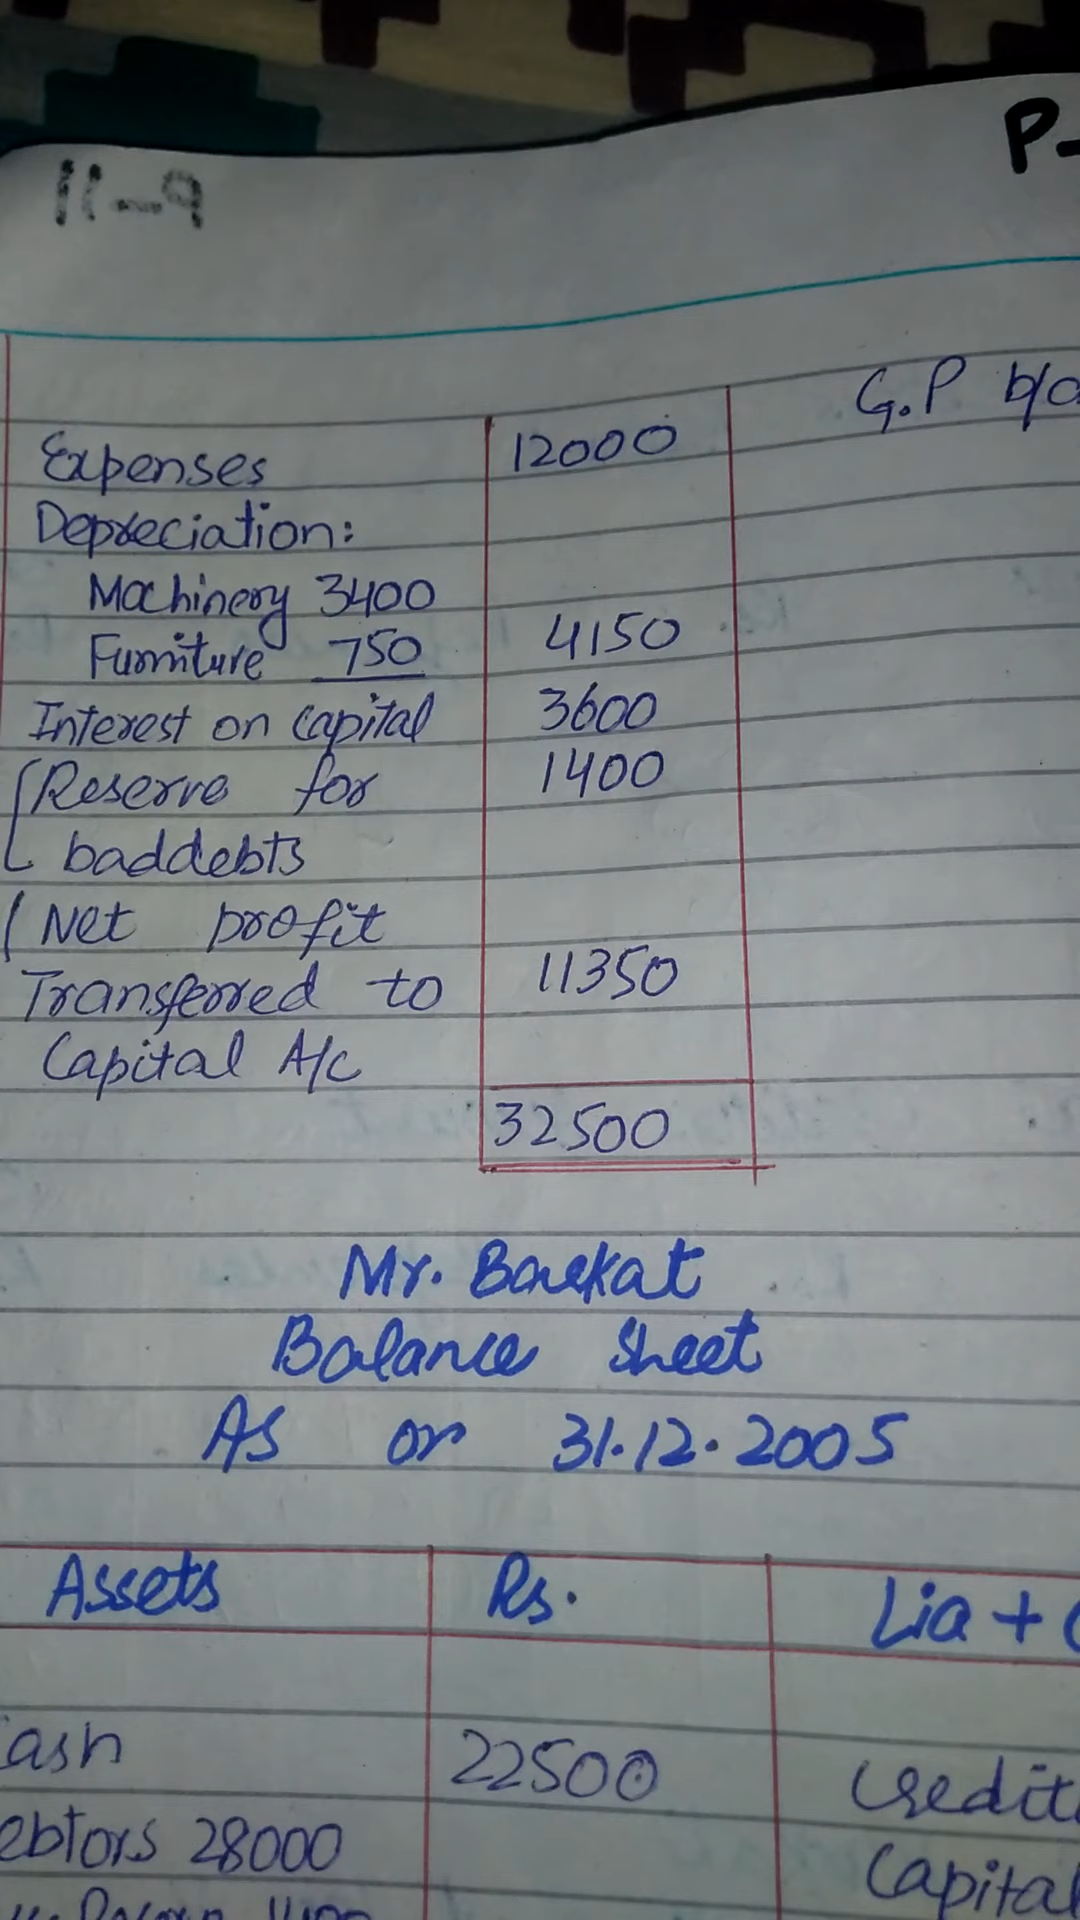 11-9
P-
G.P b/d
Expenses 12000
Depreciation:
Machinery 3400
Furniture 750 4150
Interest on capital 3600
Reserve for 1400
baddebts
Net profit
Transferred to 11350
Capital A/c
32500
Mr. Barkat
Balance Sheet
As on 31.12.2005
Assets Rs. Lia +
ash 22500 Credit
ebtors 28000
Capital